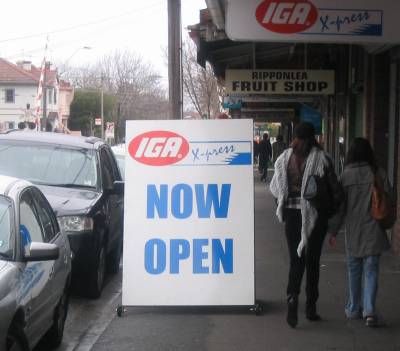 IGA X-press
RIPPONLEA
FRUIT SHOP
IGA X-press
NOW
OPEN